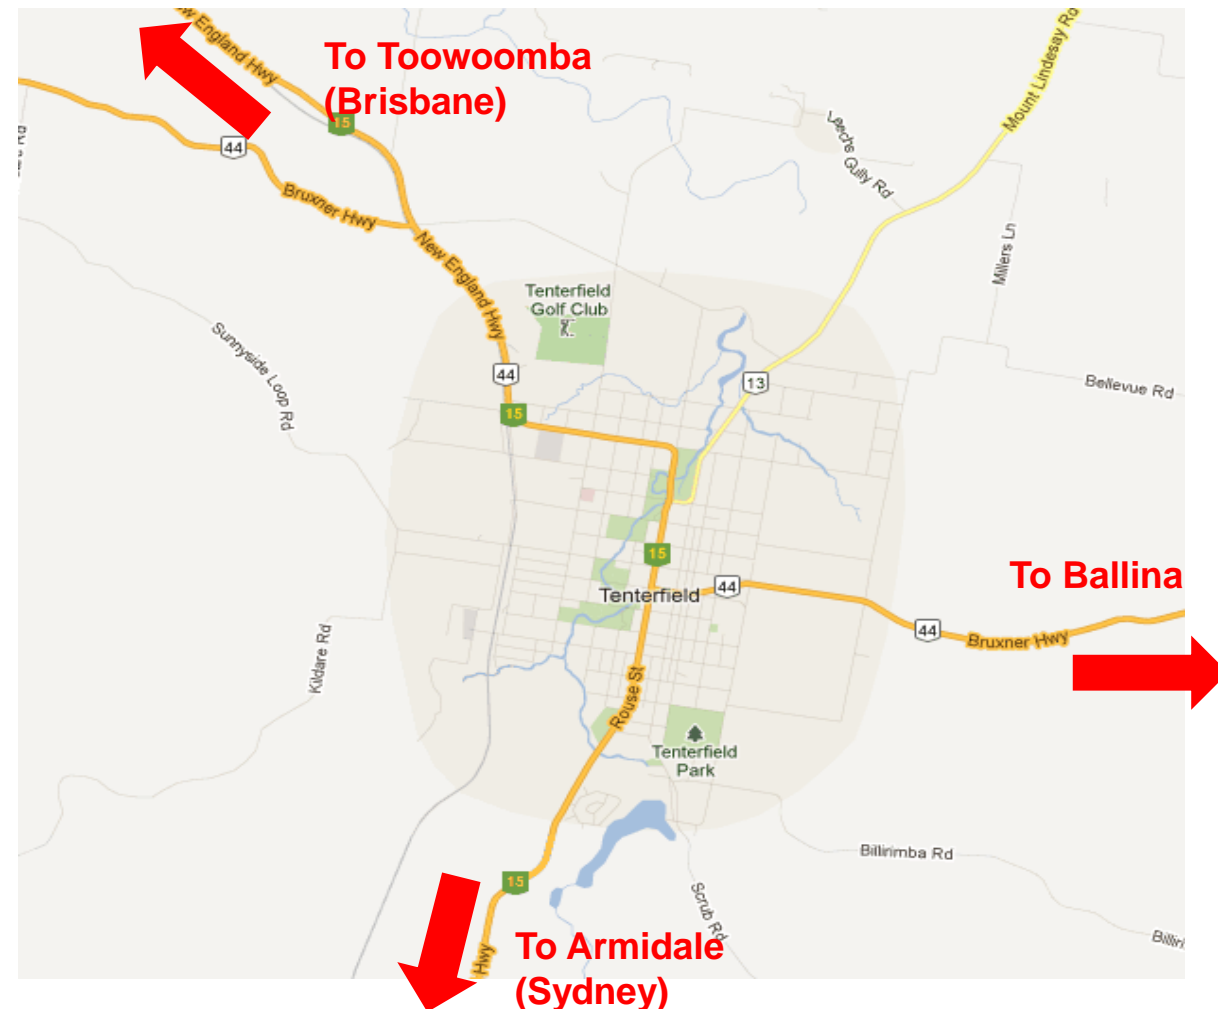 New England Hwy
To Toowoomba
(Brisbane)
15
44
Bruxner Hwy
Mount Lindesay Rd
Leechs Gully Rd
Millers Ln
New England Hwy
Tenterfield
Golf Club
Sunnyside Loop Rd
44
13
Bellevue Rd
15
15
To Ballina
Tenterfield
44
44
Bruxner Hwy
Kildare Rd
Rouse St
Tenterfield
Park
Billirimba Rd
15
Scrub Rd
To Armidale
(Sydney)
Hwy
Billiri